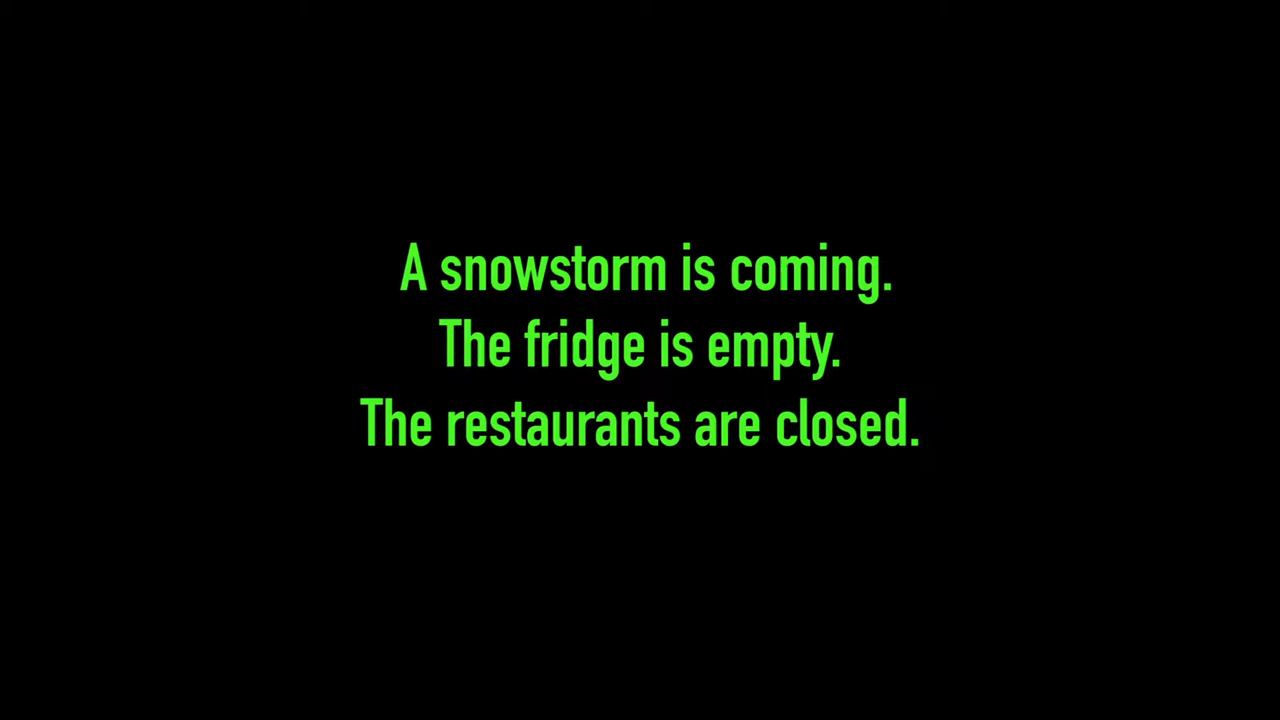 A snowstorm is coming.
The fridge is empty.
The restaurants are closed.